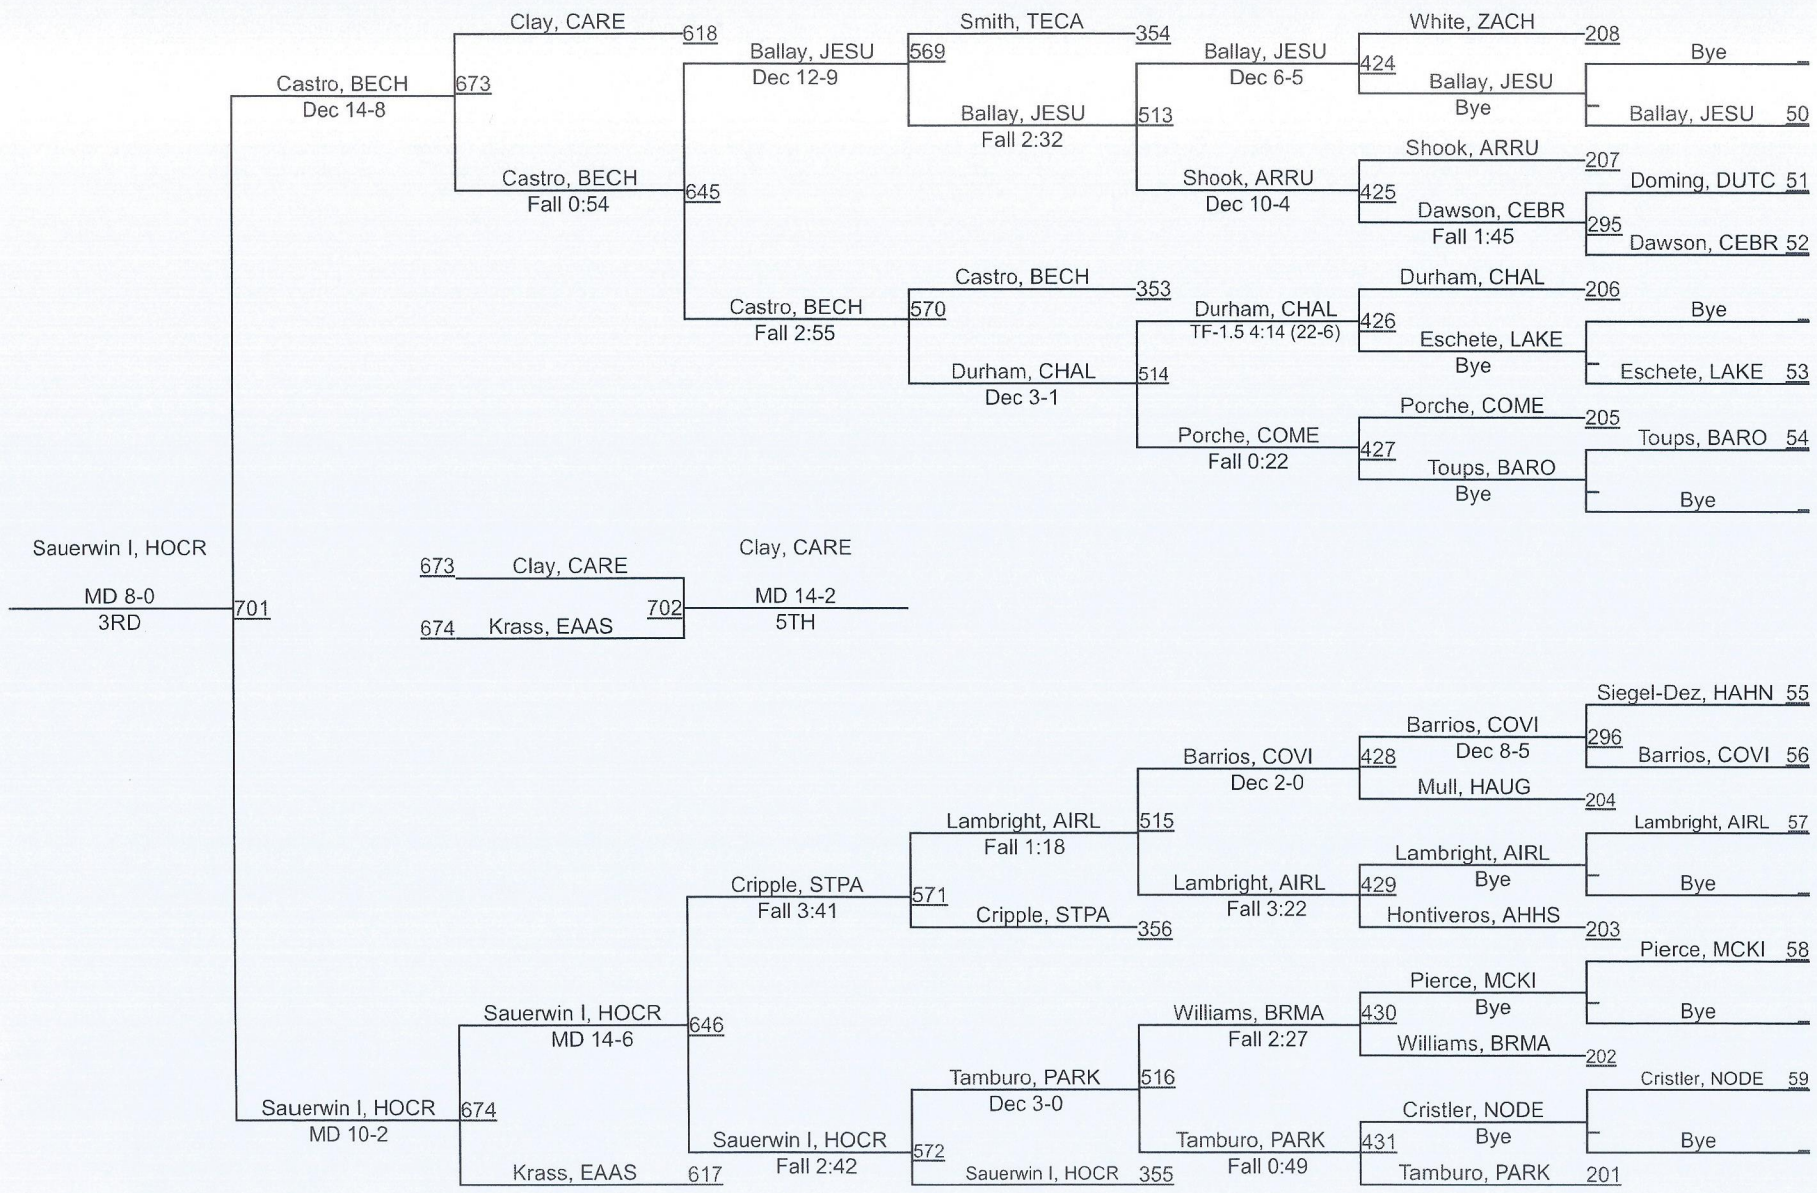 Clay, CARE
618
Castro, BECH
Dec 14-8
673
Castro, BECH
Fall 0:54
645
Ballay, JESU
Dec 12-9
569
Castro, BECH
Fall 2:55
570
Smith, TECA
354
Ballay, JESU
Fall 2:32
513
Castro, BECH
353
Durham, CHAL
Dec 3-1
514
Ballay, JESU
Dec 6-5
424
Shook, ARRU
Dec 10-4
425
Durham, CHAL
TF-1.5 4:14 (22-6)
426
Porche, COME
Fall 0:22
427
White, ZACH
208
Ballay, JESU
Bye
Shook, ARRU
207
Dawson, CEBR
Fall 1:45
295
Durham, CHAL
206
Eschete, LAKE
Bye
Porche, COME
205
Toups, BARO
Bye
Bye
Ballay, JESU 50
Doming, DUTC 51
Dawson, CEBR 52
Bye
Eschete, LAKE 53
Toups, BARO 54
Bye
Sauerwin I, HOCR
MD 8-0
3RD
701
673 Clay, CARE
674 Krass, EAAS
702
Clay, CARE
MD 14-2
5TH
Sauerwin I, HOCR
MD 10-2
674
Sauerwin I, HOCR
MD 14-6
646
Krass, EAAS
617
Cripple, STPA
Fall 3:41
571
Sauerwin I, HOCR
Fall 2:42
572
Lambright, AIRL
Fall 1:18
515
Cripple, STPA
356
Tamburo, PARK
Dec 3-0
516
Sauerwin I, HOCR 355
Barrios, COVI
Dec 2-0
428
Lambright, AIRL
Fall 3:22
429
Williams, BRMA
Fall 2:27
430
Tamburo, PARK
Fall 0:49
431
Barrios, COVI
Dec 8-5
296
Mull, HAUG
204
Lambright, AIRL
Bye
Hontiveros, AHHS
203
Pierce, MCKI
Bye
Williams, BRMA
202
Cristler, NODE
Bye
Tamburo, PARK 201
Siegel-Dez, HAHN 55
Barrios, COVI 56
Lambright, AIRL 57
Bye
Pierce, MCKI 58
Bye
Cristler, NODE 59
Bye